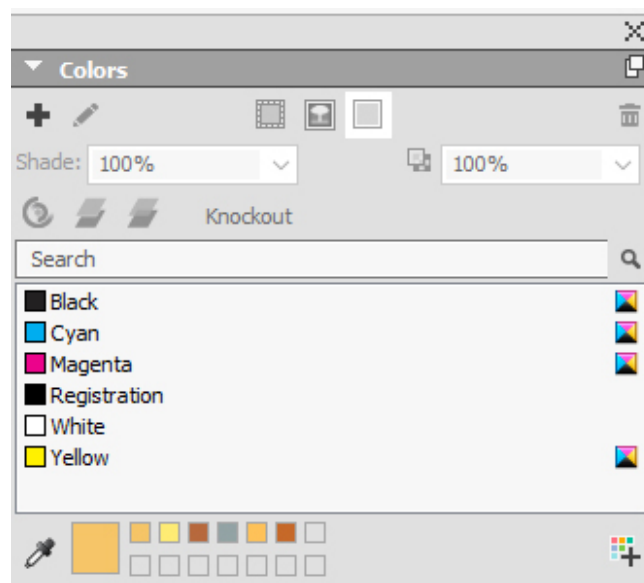 Colors
Shade: 100% 100%
Knockout
Search
Black
Cyan
Magenta
Registration
White
Yellow